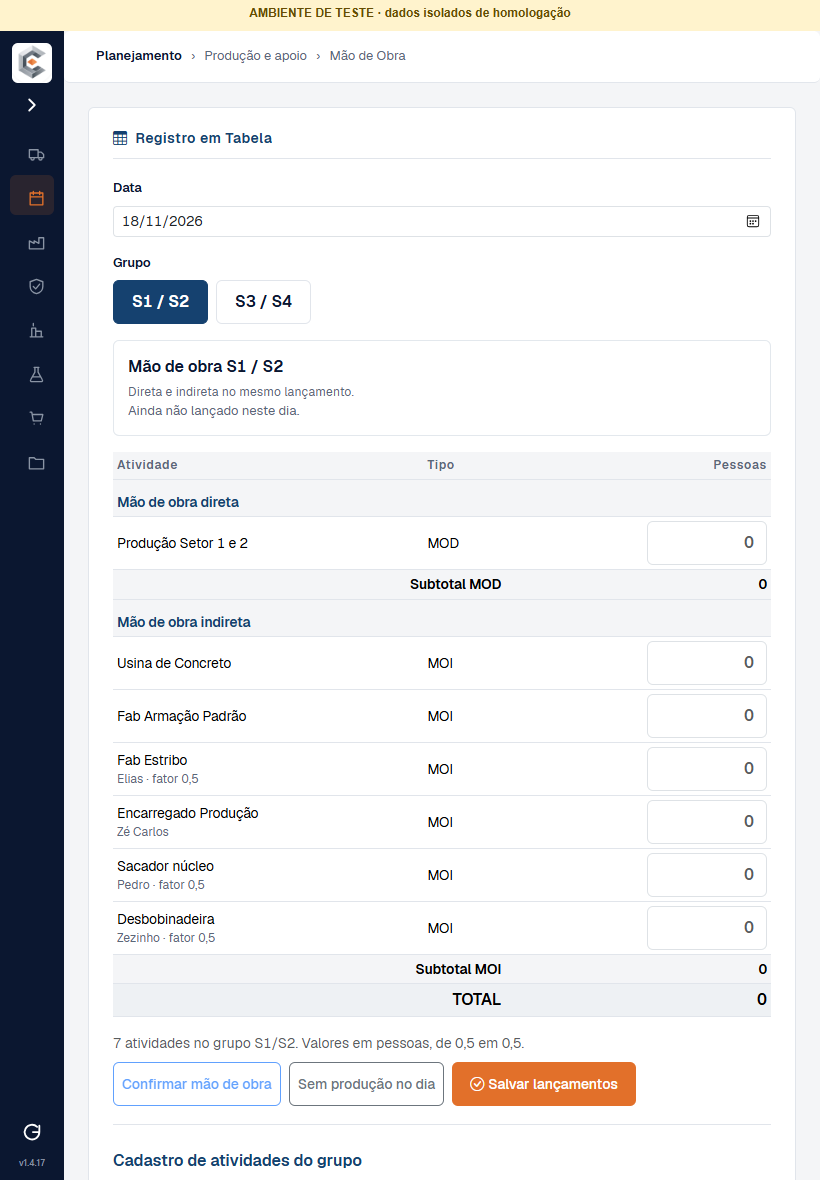 AMBIENTE DE TESTE · dados isolados de homologação
Planejamento › Produção e apoio › Mão de Obra
Registro em Tabela
Data
18/11/2026
Grupo
S1 / S2 S3 / S4
Mão de obra S1 / S2
Direta e indireta no mesmo lançamento.
Ainda não lançado neste dia.
Atividade Tipo Pessoas
Mão de obra direta
Produção Setor 1 e 2 MOD 0
Subtotal MOD 0
Mão de obra indireta
Usina de Concreto MOI 0
Fab Armação Padrão MOI 0
Fab Estribo MOI 0
Elias · fator 0,5
Encarregado Produção MOI 0
Zé Carlos
Sacador núcleo MOI 0
Pedro · fator 0,5
Desbobinadeira MOI 0
Zezinho · fator 0,5
Subtotal MOI 0
TOTAL 0
7 atividades no grupo S1/S2. Valores em pessoas, de 0,5 em 0,5.
Confirmar mão de obra Sem produção no dia Salvar lançamentos
Cadastro de atividades do grupo
v1.4.17